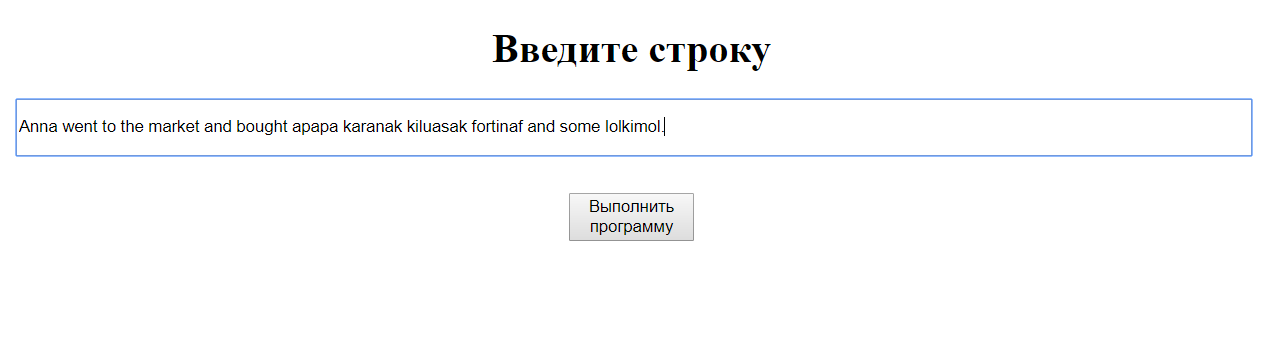 Введите строку
Anna went to the market and bought apapa karanak kiluasak fortinaf and some lolkimol.
Выполнить
программу